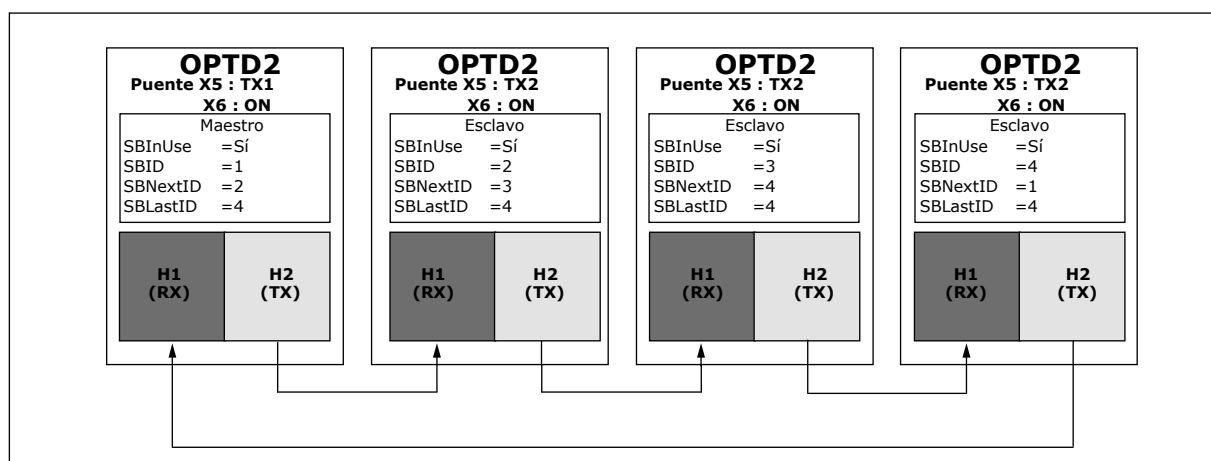 OPTD2
Puente X5 : TX1
X6 : ON
Maestro
SBInUse =Sí
SBID =1
SBNextID =2
SBLastID =4
H1
(RX)
H2
(TX)
OPTD2
Puente X5 : TX2
X6 : ON
Esclavo
SBInUse =Sí
SBID =2
SBNextID =3
SBLastID =4
H1
(RX)
H2
(TX)
OPTD2
Puente X5 : TX2
X6 : ON
Esclavo
SBInUse =Sí
SBID =3
SBNextID =4
SBLastID =4
H1
(RX)
H2
(TX)
OPTD2
Puente X5 : TX2
X6 : ON
Esclavo
SBInUse =Sí
SBID =4
SBNextID =1
SBLastID =4
H1
(RX)
H2
(TX)